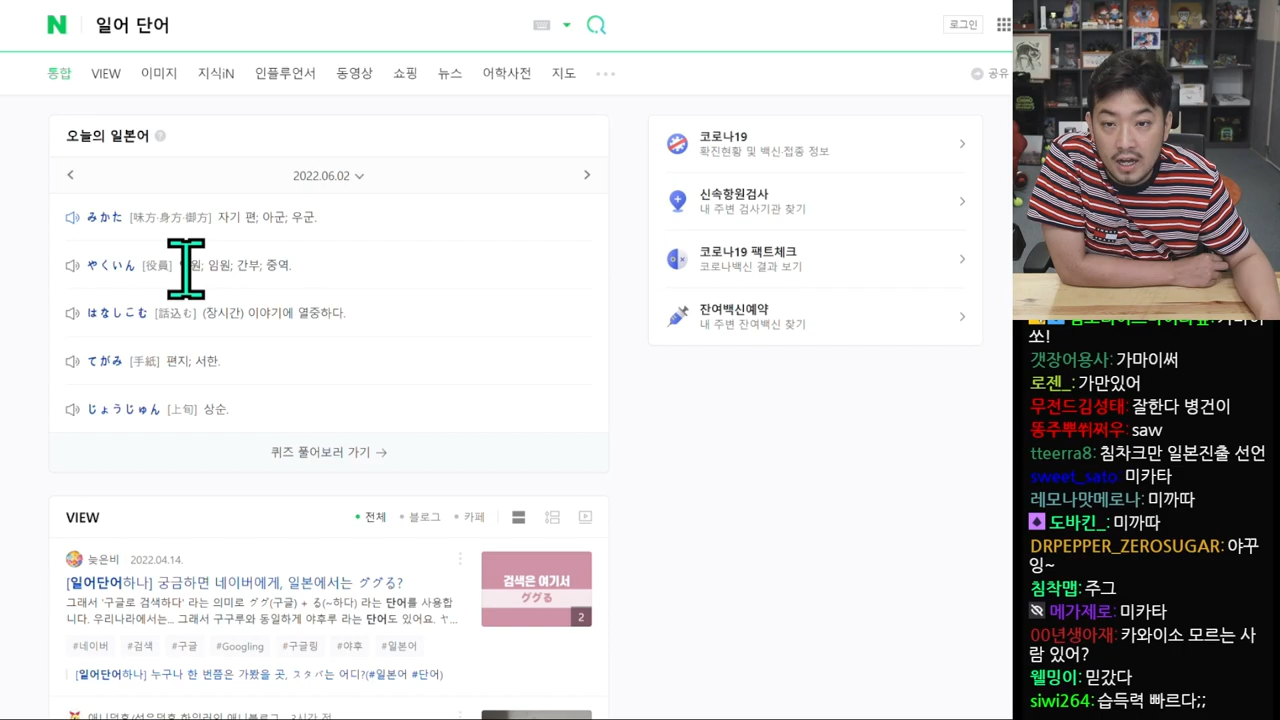 N 일어 단어
로그인
통합 VIEW 이미지 지식iN 인플루언서 동영상 쇼핑 뉴스 어학사전 지도
공유
오늘의 일본어
2022.06.02
みかた [味方·身方·御方] 자기 편; 아군; 우군.
やくいん [役員] 임원; 간부; 중역.
はなしこむ [話込む] (장시간) 이야기에 열중하다.
てがみ [手紙] 편지; 서한.
じょうじゅん [上旬] 상순.
퀴즈 풀어보러 가기 →
코로나19
확진현황 및 백신·접종 정보
신속항원검사
내 주변 검사기관 찾기
코로나19 팩트체크
코로나백신 결과 보기
잔여백신예약
내 주변 잔여백신 찾기
VIEW
전체 블로그 카페
늦은비 2022.04.14.
[일어단어하나] 궁금하면 네이버에게, 일본에서는 ググる?
그래서 '구글로 검색하다' 라는 의미로 ググ(구글) + る(~하다) 라는 단어를 사용합
니다. 우리나라에서는... 그래서 구구루와 동일하게 야후루 라는 단어도 있어요. ヤ...
#네이버 #검색 #구글 #Googling #구글링 #야후 #일본어
[일어단어하나] 누구나 한 번쯤은 가봤을 곳, スタバ는 어디?(#일본어 #단어)
검색은 여기서
ググる
2
쏘!
갯장어용사: 가마이써
로젠_: 가만있어
무전드김성태: 잘한다 병건이
똥주뿌쒸쩌우: saw
tteerra8: 침차크만 일본진출 선언
sweet_sato: 미카타
레모나맛메로나: 미까따
도바킨_: 미까따
DRPEPPER_ZEROSUGAR: 야꾸
잉~
침착맵: 주그
메가제로: 미카타
00년생아재: 카와이소 모르는 사
람 있어?
웰밍이: 믿갔다
siwi264: 습득력 빠르다;;